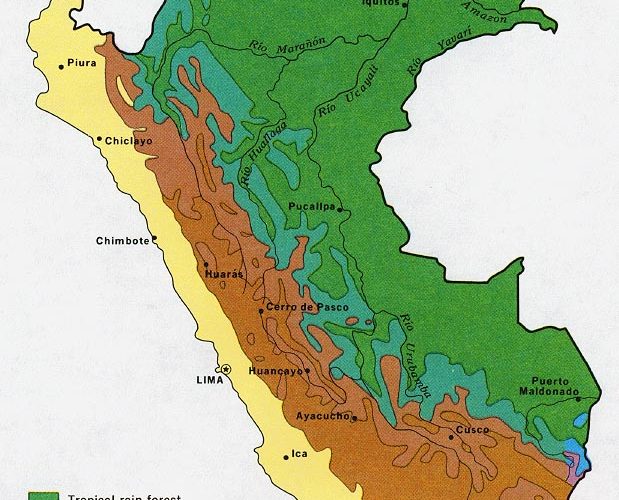 Iquitos
Amazon
Río Marañón
Río Yavarí
Piura
Río Ucayali
Chiclayo
Río Huallaga
Pucallpa
Chimbote
Huarás
Cerro de Pasco
Río Urubamba
LIMA
Huancayo
Puerto
Maldonado
Ayacucho
Cusco
Ica
Tropical rain forest